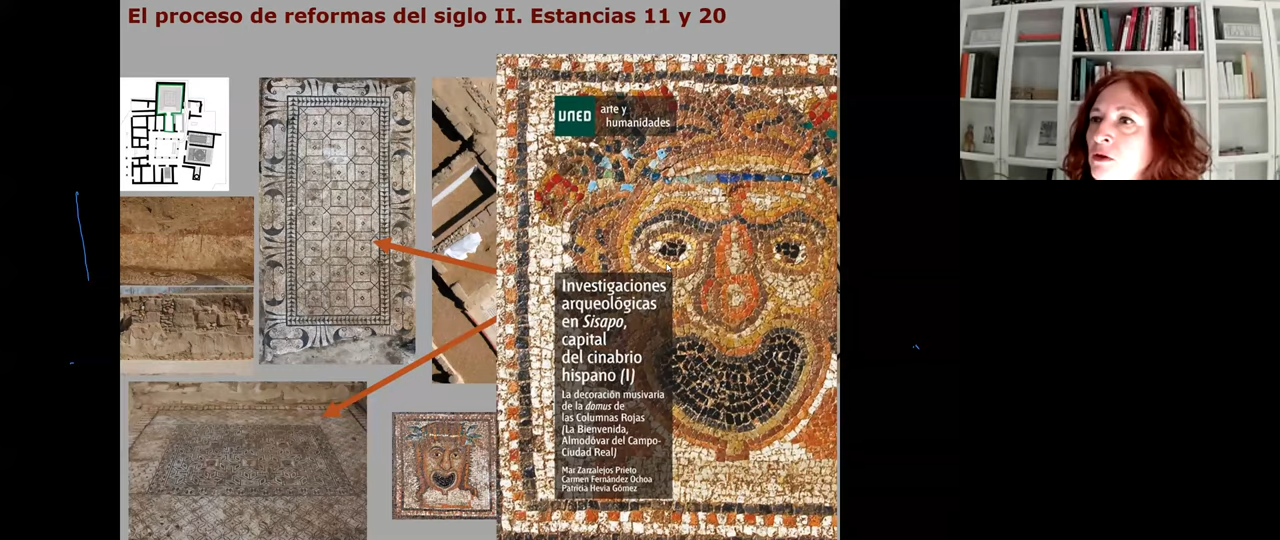 El proceso de reformas del siglo II. Estancias 11 y 20
UNED
arte y
humanidades
Investigaciones
arqueológicas
en Sisapo,
capital
del cinabrio
hispano (I)
La decoración musivaria
de la domus de
las Columnas Rojas
(La Bienvenida,
Almodóvar del Campo-
Ciudad Real)
Mar Zarzalejos Prieto
Carmen Fernández Ochoa
Patricia Hevia Gómez